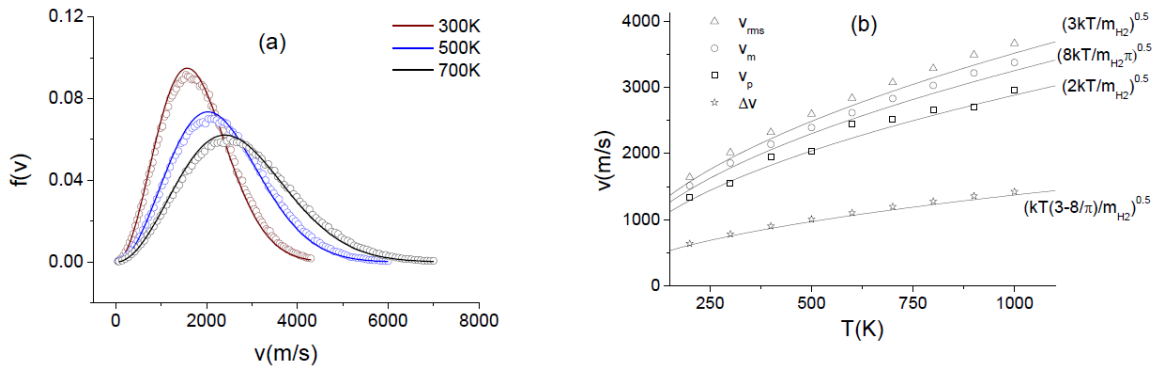 (a)
300K
500K
700K
0.12
0.08
0.04
0.00
f(v)
0
2000
4000
6000
8000
v(m/s)
(b)
v_rms
v_m
v_p
Δv
4000
3000
2000
1000
0
v(m/s)
250
500
750
1000
T(K)
(3kT/m_H2)^0.5
(8kT/m_H2π)^0.5
(2kT/m_H2)^0.5
(kT(3-8/π)/m_H2)^0.5